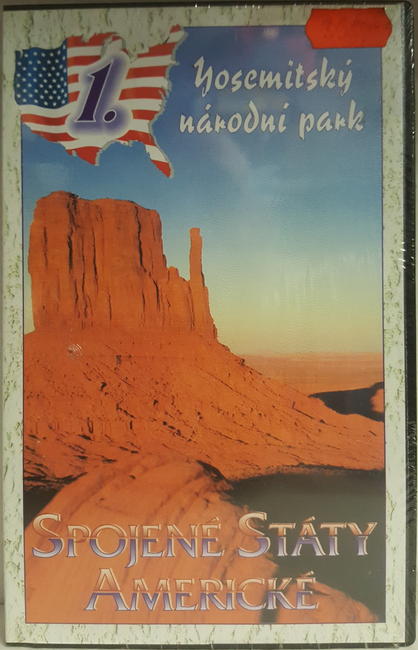 1.
Yosemitský
národní park
SPOJENÉ STÁTY
AMERICKÉ